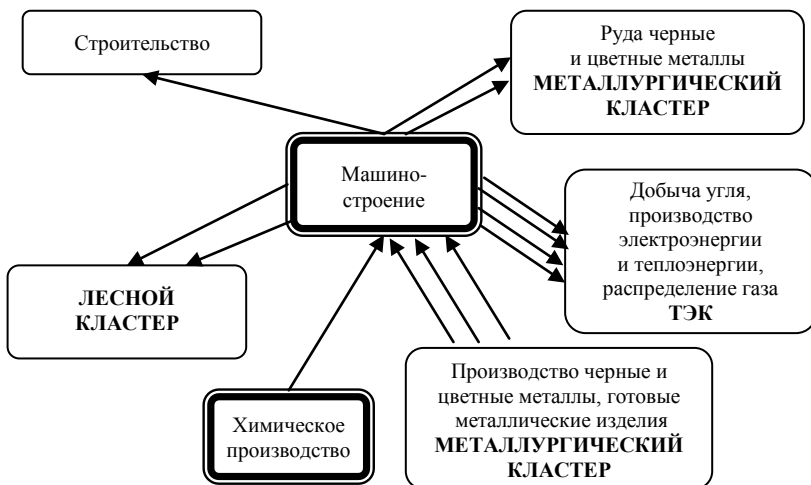 Строительство
Руда черные
и цветные металлы
МЕТАЛЛУРГИЧЕСКИЙ
КЛАСТЕР
Машино-
строение
Добыча угля,
производство
электроэнергии
и теплоэнергии,
распределение газа
ТЭК
ЛЕСНОЙ
КЛАСТЕР
Химическое
производство
Производство черные и
цветные металлы, готовые
металлические изделия
МЕТАЛЛУРГИЧЕСКИЙ
КЛАСТЕР